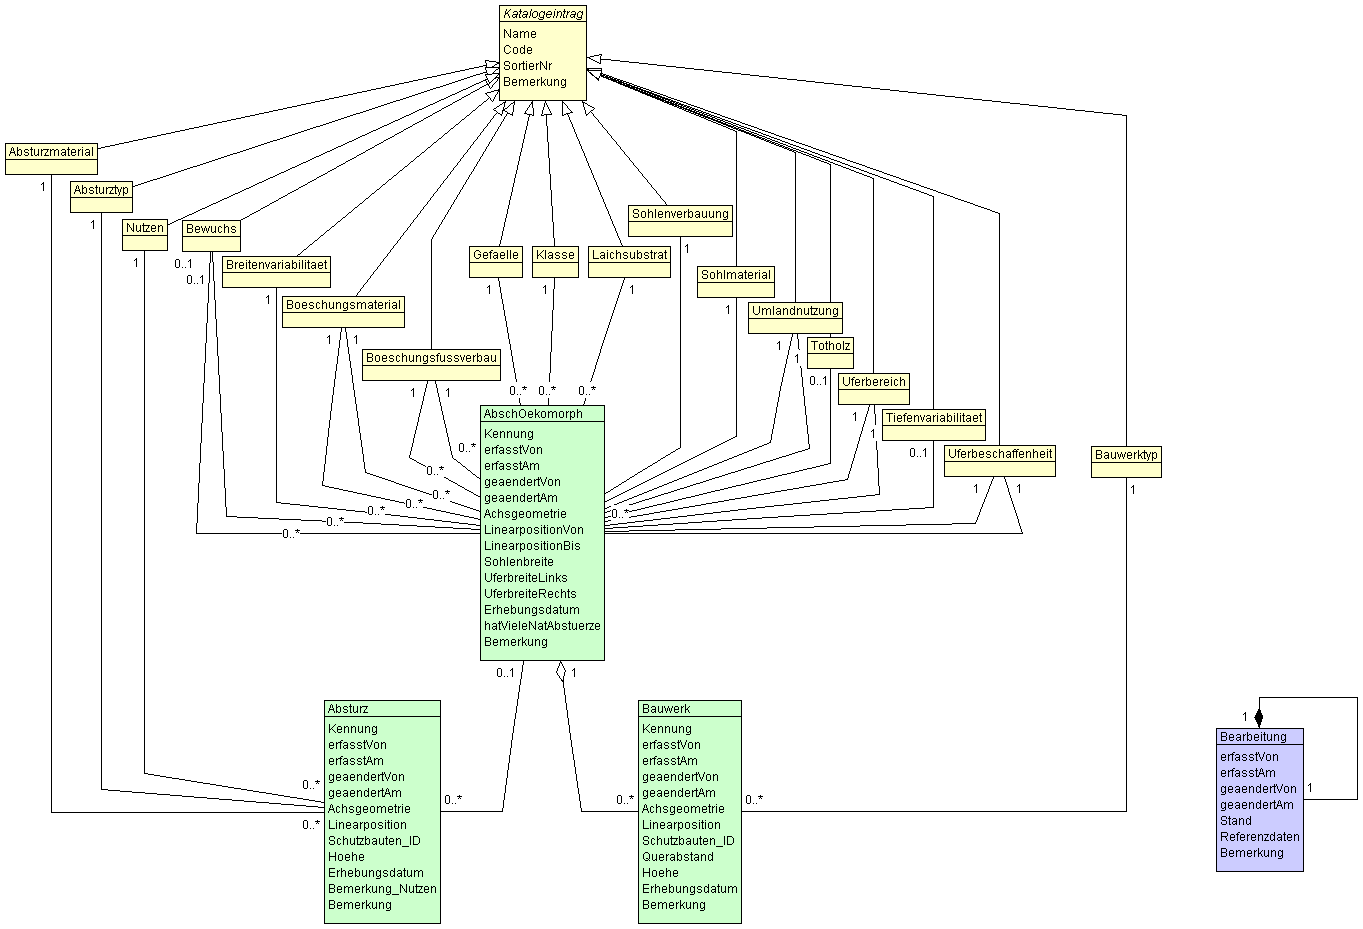 Katalogeintrag
Name
Code
SortierNr
Bemerkung
Absturzmaterial
1
Absturztyp
1
Nutzen
1
Bewuchs
0..1
0..1
Breitenvariabilitaet
1
Boeschungsmaterial
1 1
Boeschungsfussverbau
1 1
Gefaelle
1
Klasse
1
Laichsubstrat
1
Sohlenverbauung
1
Sohlmaterial
1
Umlandnutzung
1 1
Totholz
0..1
Uferbereich
1 1
Tiefenvariabilitaet
0..1
Uferbeschaffenheit
1 1
Bauwerktyp
1
0..* 0..* 0..*
0..*
0..*
0..*
0..*
0..*
0..*
0..*
0..*
AbschOekomorph
Kennung
erfasstVon
erfasstAm
geaendertVon
geaendertAm
Achsgeometrie
LinearpositionVon
LinearpositionBis
Sohlenbreite
UferbreiteLinks
UferbreiteRechts
Erhebungsdatum
hatVieleNatAbstuerze
Bemerkung
0..1 1
Absturz
Kennung
erfasstVon
erfasstAm
geaendertVon
geaendertAm
Achsgeometrie
Linearposition
Schutzbauten_ID
Hoehe
Erhebungsdatum
Bemerkung_Nutzen
Bemerkung
0..*
0..*
0..*
Bauwerk
Kennung
erfasstVon
erfasstAm
geaendertVon
geaendertAm
Achsgeometrie
Linearposition
Schutzbauten_ID
Querabstand
Hoehe
Erhebungsdatum
Bemerkung
0..*
0..*
1
Bearbeitung
erfasstVon
erfasstAm
geaendertVon
geaendertAm
Stand
Referenzdaten
Bemerkung
1